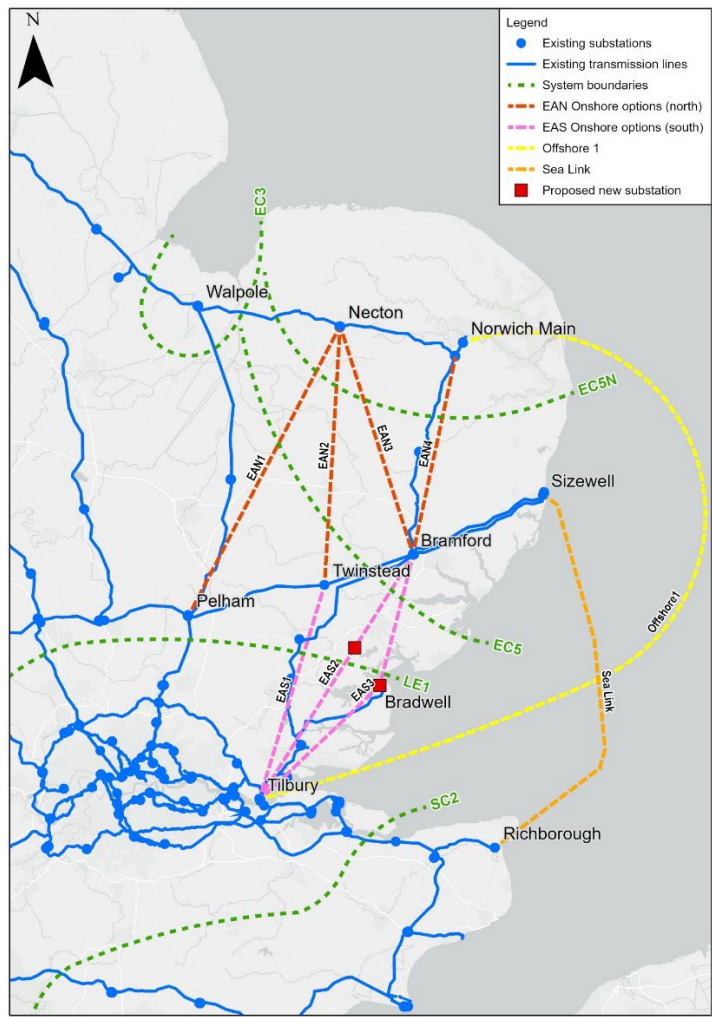 N
Legend
Existing substations
Existing transmission lines
System boundaries
EAN Onshore options (north)
EAS Onshore options (south)
Offshore 1
Sea Link
Proposed new substation
EC3
Walpole
Necton
Norwich Main
EC5N
EAN1
EAN2
EAN3
EAN4
Sizewell
Bramford
Twinstead
Pelham
Offshore1
EC5
EAS1
EAS2
EAS3
LE1
Sea Link
Bradwell
Tilbury
SC2
Richborough